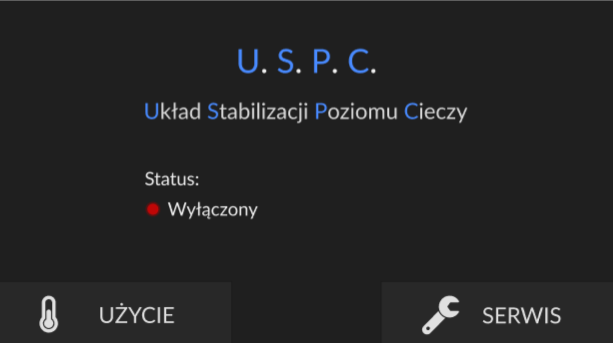 U. S. P. C.
Układ Stabilizacji Poziomu Cieczy
Status:
Wyłączony
UŻYCIE
SERWIS